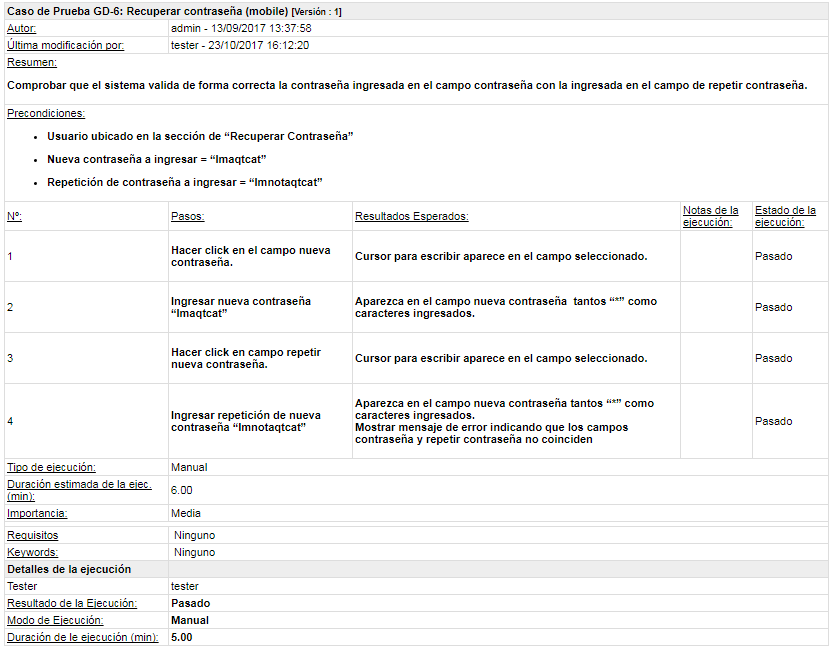 Caso de Prueba GD-6: Recuperar contraseña (mobile) [Versión : 1]
Autor: admin - 13/09/2017 13:37:58
Última modificación por: tester - 23/10/2017 16:12:20
Resumen:
Comprobar que el sistema valida de forma correcta la contraseña ingresada en el campo contraseña con la ingresada en el campo de repetir contraseña.
Precondiciones:
• Usuario ubicado en la sección de “Recuperar Contraseña”
• Nueva contraseña a ingresar = “Imaqtcat”
• Repetición de contraseña a ingresar = “Imnotaqtcat”
Nº: Pasos: Resultados Esperados: Notas de la
ejecución: Estado de la
ejecución:
1 Hacer click en el campo nueva
contraseña. Cursor para escribir aparece en el campo seleccionado. Pasado
2 Ingresar nueva contraseña
“Imaqtcat” Aparezca en el campo nueva contraseña  tantos “*” como
caracteres ingresados. Pasado
3 Hacer click en campo repetir
nueva contraseña. Cursor para escribir aparece en el campo seleccionado. Pasado
4 Ingresar repetición de nueva
contraseña “Imnotaqtcat” Aparezca en el campo nueva contraseña tantos “*” como
caracteres ingresados.
Mostrar mensaje de error indicando que los campos
contraseña y repetir contraseña no coinciden Pasado
Tipo de ejecución: Manual
Duración estimada de la ejec.
(min): 6.00
Importancia: Media
Requisitos Ninguno
Keywords: Ninguno
Detalles de la ejecución
Tester tester
Resultado de la Ejecución: Pasado
Modo de Ejecución: Manual
Duración de le ejecución (min): 5.00